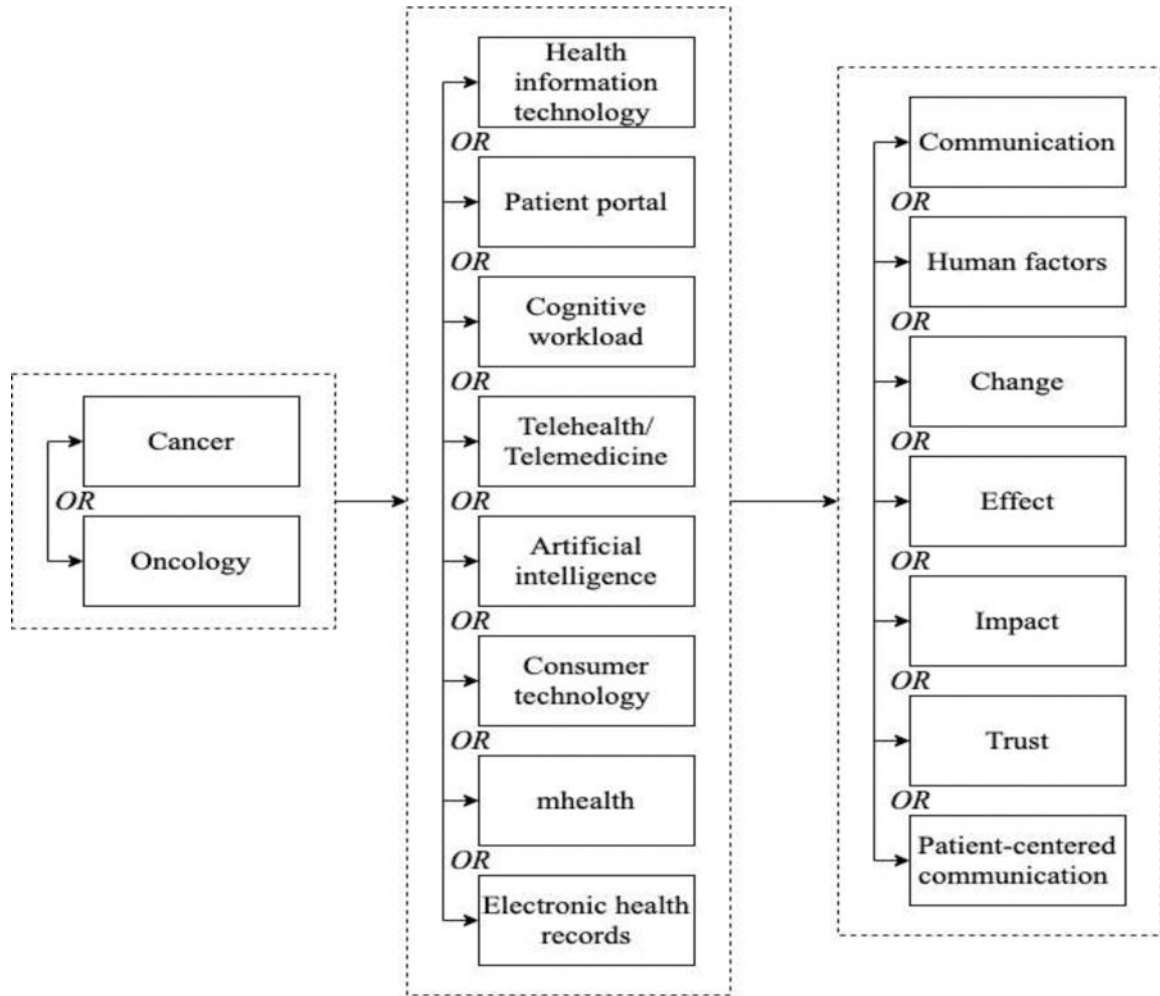 Cancer
OR
Oncology
Health
information
technology
OR
Patient portal
OR
Cognitive
workload
OR
Telehealth/
Telemedicine
OR
Artificial
intelligence
OR
Consumer
technology
OR
mhealth
OR
Electronic health
records
Communication
OR
Human factors
OR
Change
OR
Effect
OR
Impact
OR
Trust
OR
Patient-centered
communication